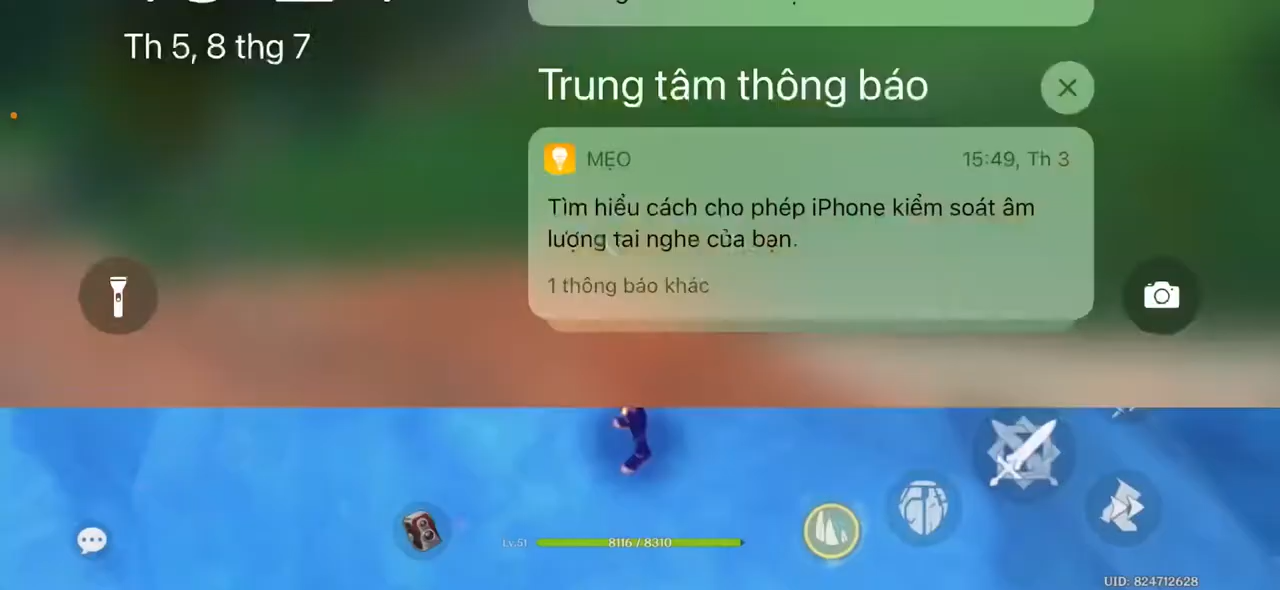 Th 5, 8 thg 7
Trung tâm thông báo
MẸO
15:49, Th 3
Tìm hiểu cách cho phép iPhone kiểm soát âm
lượng tai nghe của bạn.
1 thông báo khác
Lv.51
8116 / 8310
UID: 824712628